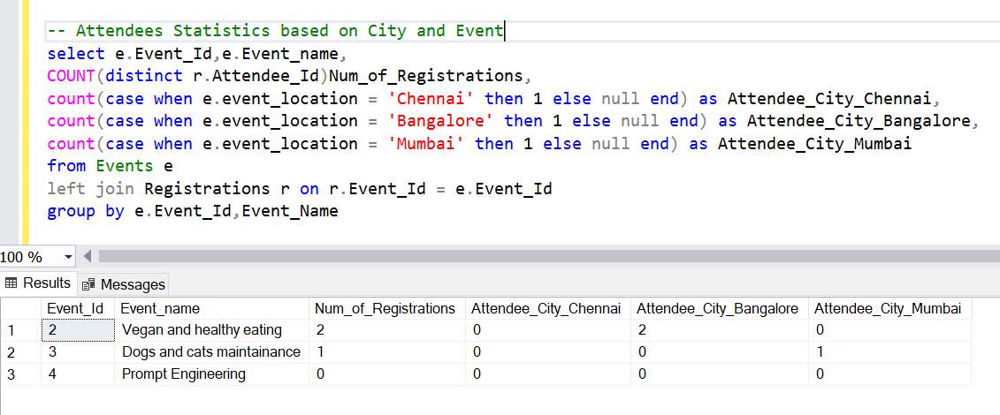 -- Attendees Statistics based on City and Event
select e.Event_Id,e.Event_name,
COUNT(distinct r.Attendee_Id)Num_of_Registrations,
count(case when e.event_location = 'Chennai' then 1 else null end) as Attendee_City_Chennai,
count(case when e.event_location = 'Bangalore' then 1 else null end) as Attendee_City_Bangalore,
count(case when e.event_location = 'Mumbai' then 1 else null end) as Attendee_City_Mumbai
from Events e
left join Registrations r on r.Event_Id = e.Event_Id
group by e.Event_Id,Event_Name
100 %
Results Messages
Event_Id Event_name Num_of_Registrations Attendee_City_Chennai Attendee_City_Bangalore Attendee_City_Mumbai
1 2 Vegan and healthy eating 2 0 2 0
2 3 Dogs and cats maintainance 1 0 0 1
3 4 Prompt Engineering 0 0 0 0